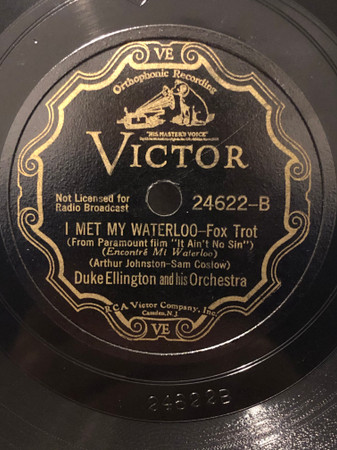 VE
Orthophonic Recording
"HIS MASTER'S VOICE"
VICTOR
Not Licensed for
Radio Broadcast
24622-B
I MET MY WATERLOO–Fox Trot
(From Paramount film "It Ain't No Sin")
(Encontré Mi Waterloo)
(Arthur Johnston-Sam Coslow)
Duke Ellington and his Orchestra
RCA Victor Company, Inc.
Camden, N.J.
VE
24622B